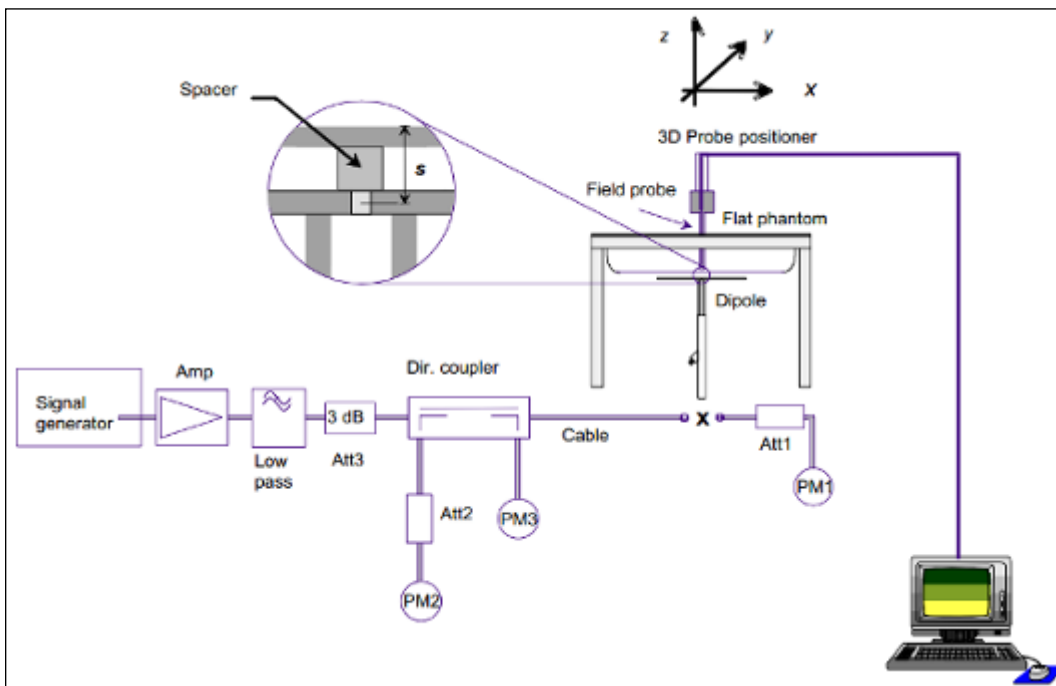 z
y
x
Spacer
s
3D Probe positioner
Field probe
Flat phantom
Dipole
Signal
generator
Amp
Low
pass
3 dB
Att3
Dir. coupler
Att2
PM2
PM3
Cable
x
Att1
PM1